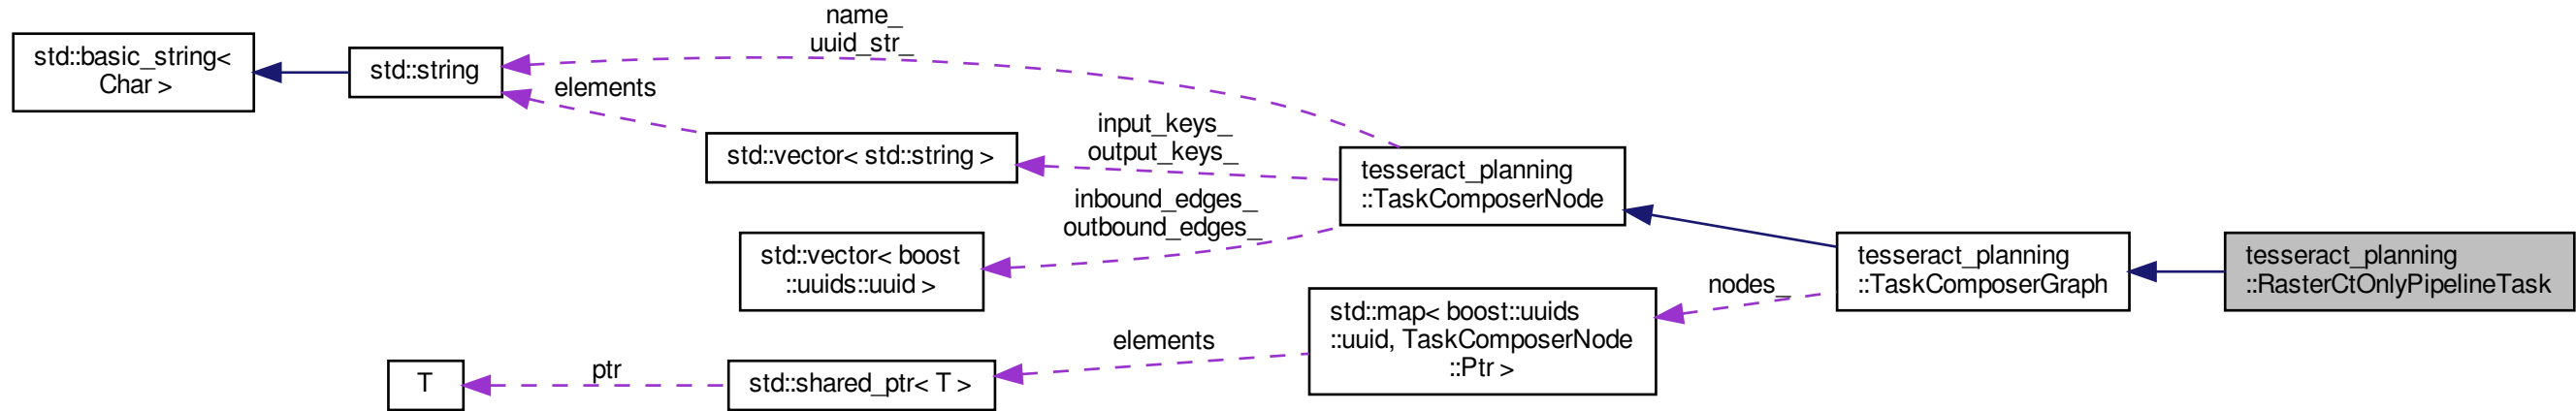 name_
uuid_str_
std::basic_string<
Char >
std::string
elements
std::vector< std::string >
input_keys_
output_keys_
tesseract_planning
::TaskComposerNode
inbound_edges_
outbound_edges_
std::vector< boost
::uuids::uuid >
tesseract_planning
::TaskComposerGraph
tesseract_planning
::RasterCtOnlyPipelineTask
nodes_
std::map< boost::uuids
::uuid, TaskComposerNode
::Ptr >
elements
std::shared_ptr< T >
ptr
T